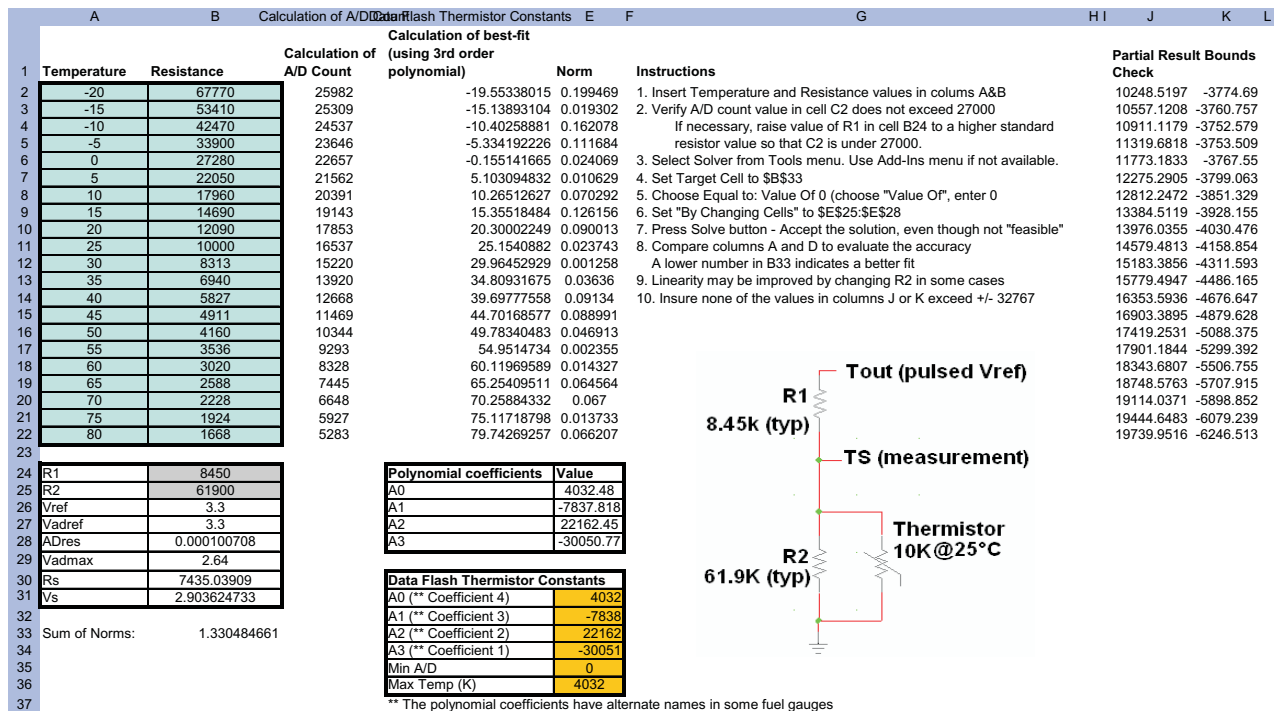 A B Calculation of A/D Count Data Flash Thermistor Constants E F G H I J K L
Calculation of best-fit
Calculation of (using 3rd order Partial Result Bounds
1 Temperature Resistance A/D Count polynomial) Norm Instructions Check
2 -20 67770 25982 -19.55338015 0.199469 1. Insert Temperature and Resistance values in colums A&B 10248.5197 -3774.69
3 -15 53410 25309 -15.13893104 0.019302 2. Verify A/D count value in cell C2 does not exceed 27000 10557.1208 -3760.757
4 -10 42470 24537 -10.40258881 0.162078 If necessary, raise value of R1 in cell B24 to a higher standard 10911.1179 -3752.579
5 -5 33900 23646 -5.334192226 0.111684 resistor value so that C2 is under 27000. 11319.6818 -3753.509
6 0 27280 22657 -0.155141665 0.024069 3. Select Solver from Tools menu. Use Add-Ins menu if not available. 11773.1833 -3767.55
7 5 22050 21562 5.103094832 0.010629 4. Set Target Cell to $B$33 12275.2905 -3799.063
8 10 17960 20391 10.26512627 0.070292 5. Choose Equal to: Value Of 0 (choose "Value Of", enter 0 12812.2472 -3851.329
9 15 14690 19143 15.35518484 0.126156 6. Set "By Changing Cells" to $E$25:$E$28 13384.5119 -3928.155
10 20 12090 17853 20.30002249 0.090013 7. Press Solve button - Accept the solution, even though not "feasible" 13976.0355 -4030.476
11 25 10000 16537 25.1540882 0.023743 8. Compare columns A and D to evaluate the accuracy 14579.4813 -4158.854
12 30 8313 15220 29.96452929 0.001258 A lower number in B33 indicates a better fit 15183.3856 -4311.593
13 35 6940 13920 34.80931675 0.03636 9. Linearity may be improved by changing R2 in some cases 15779.4947 -4486.165
14 40 5827 12668 39.69777558 0.09134 10. Insure none of the values in columns J or K exceed +/- 32767 16353.5936 -4676.647
15 45 4911 11469 44.70168577 0.088991 16903.3895 -4879.628
16 50 4160 10344 49.78340483 0.046913 17419.2531 -5088.375
17 55 3536 9293 54.9514734 0.002355 17901.1844 -5299.392
18 60 3020 8328 60.11969589 0.014327 18343.6807 -5506.755
19 65 2588 7445 65.25409511 0.064564 18748.5763 -5707.915
20 70 2228 6648 70.25884332 0.067 19114.0371 -5898.852
21 75 1924 5927 75.11718798 0.013733 19444.6483 -6079.239
22 80 1668 5283 79.74269257 0.066207 19739.9516 -6246.513
23
24 R1 8450 Polynomial coefficients Value
25 R2 61900 A0 4032.48
26 Vref 3.3 A1 -7837.818
27 Vadref 3.3 A2 22162.45
28 ADres 0.000100708 A3 -30050.77
29 Vadmax 2.64
30 Rs 7435.03909 Data Flash Thermistor Constants
31 Vs 2.903624733 A0 (** Coefficient 4) 4032
32 A1 (** Coefficient 3) -7838
33 Sum of Norms: 1.330484661 A2 (** Coefficient 2) 22162
34 A3 (** Coefficient 1) -30051
35 Min A/D 0
36 Max Temp (K) 4032
37 ** The polynomial coefficients have alternate names in some fuel gauges
Tout (pulsed Vref)
R1
8.45k (typ)
TS (measurement)
Thermistor
10K@25°C
R2
61.9K (typ)